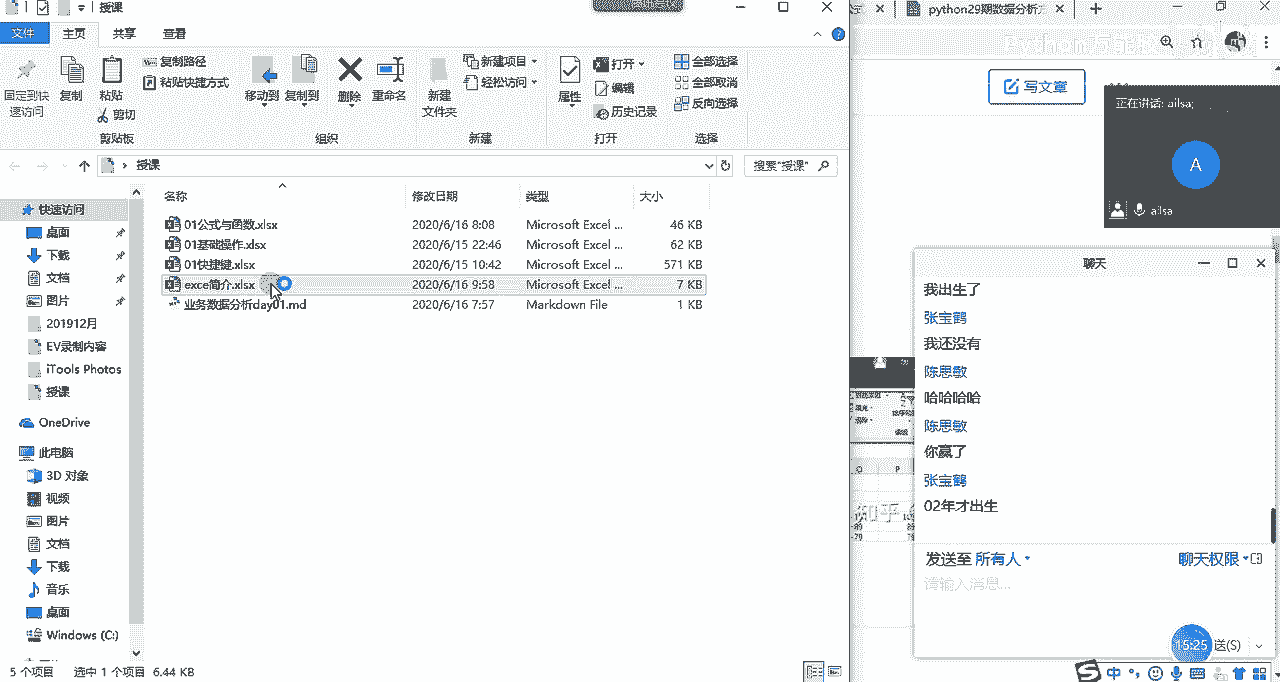 授课
文件 主页 共享 查看
固定到快速访问
复制
粘贴
复制路径
粘贴快捷方式
剪切
剪贴板
移动到 复制到 删除 重命名
组织
新建文件夹
新建项目
轻松访问
新建
属性
打开
编辑
历史记录
打开
全部选择
全部取消
反向选择
选择
授课
搜索"授课"
名称 修改日期 类型 大小
01公式与函数.xlsx 2020/6/16 8:08 Microsoft Excel ... 46 KB
01基础操作.xlsx 2020/6/15 22:46 Microsoft Excel ... 62 KB
01快捷键.xlsx 2020/6/15 10:42 Microsoft Excel ... 571 KB
exce简介.xlsx 2020/6/16 9:58 Microsoft Excel ... 7 KB
业务数据分析day01.md 2020/6/16 7:57 Markdown File 1 KB
快速访问
桌面
下载
文档
图片
201912月
EV录制内容
iTools Photos
授课
OneDrive
此电脑
3D 对象
视频
图片
文档
下载
音乐
桌面
Windows (C:)
5 个项目 选中 1 个项目 6.44 KB
python29期数据分析
写文章
正在讲话: ailsa;
A
ailsa
聊天
我出生了
张宝鹤
我还没有
陈思敏
哈哈哈哈
陈思敏
你赢了
张宝鹤
02年才出生
发送至 所有人
聊天权限
请输入消息...
15:25
送(S)
O P
知乎
中